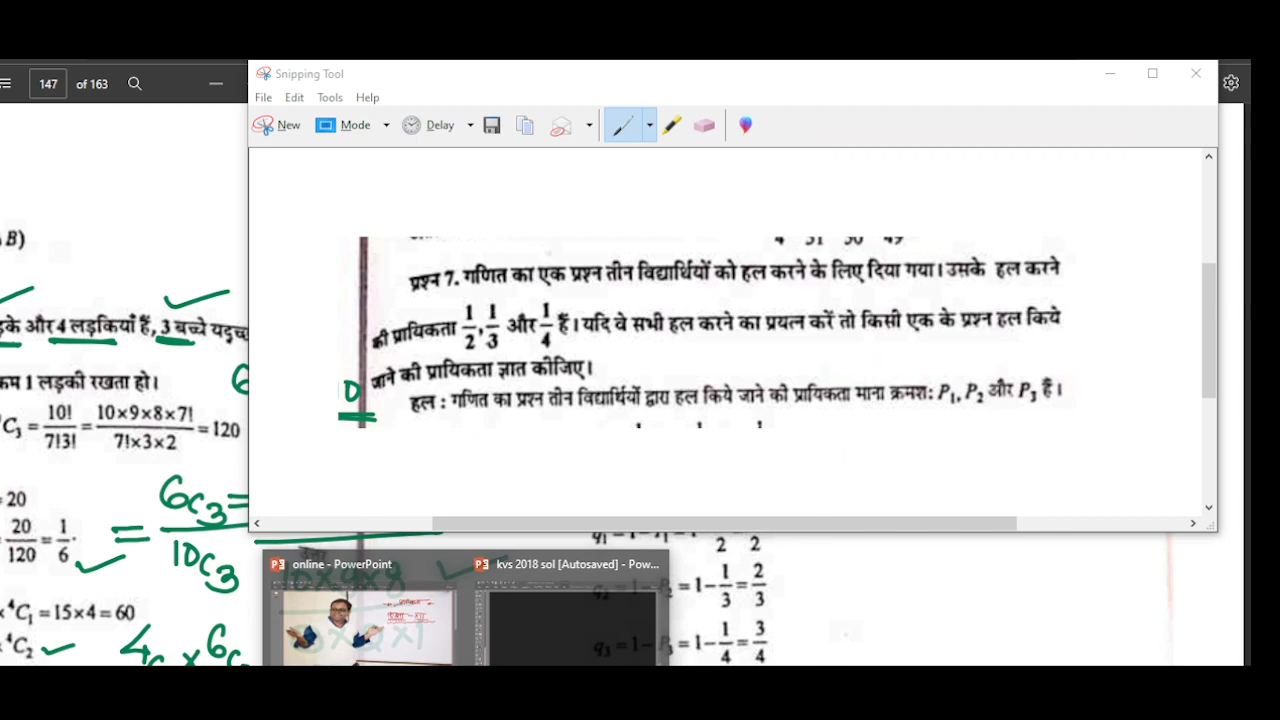 147 of 163
Snipping Tool
File Edit Tools Help
New Mode Delay
B)
प्रश्न 7. गणित का एक प्रश्न तीन विद्यार्थियों को हल करने के लिए दिया गया। उसके हल करने
की प्रायिकता 1/2, 1/3 और 1/4 हैं। यदि वे सभी हल करने का प्रयत्न करें तो किसी एक के प्रश्न हल किये
जाने की प्रायिकता ज्ञात कीजिए।
हल : गणित का प्रश्न तीन विद्यार्थियों द्वारा हल किये जाने की प्रायिकता माना क्रमश: P₁, P₂ और P₃ हैं।
और 4 लड़कियाँ हैं, 3 बच्चे
1 लड़की रखता हो।
C₃ = 10!/7!3! = 10×9×8×7!/7!×3×2 = 120
= 20
20/120 = 1/6.
= 6C3 =
10C3
×⁴C₁ = 15×4 = 60
×⁴C₂
= 1 - 1/3 = 2/3
= 1 - 1/4 = 3/4
online - PowerPoint
kvs 2018 sol [Autosaved] - Pow...